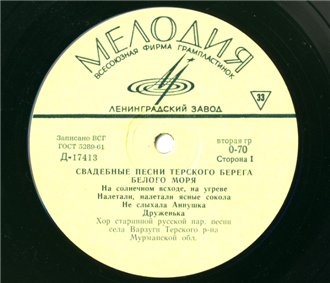 МЕЛОДИЯ
ВСЕСОЮЗНАЯ ФИРМА ГРАМПЛАСТИНОК
ЛЕНИНГРАДСКИЙ ЗАВОД
33
Записано ВСГ
ГОСТ 5289-61
Д-17413
вторая гр
0-70
Сторона I
СВАДЕБНЫЕ ПЕСНИ ТЕРСКОГО БЕРЕГА
БЕЛОГО МОРЯ
На солнечном всходе, на угреве
Налетали, налетали ясные сокола
Не слыхала Аннушка
Друженька
Хор старинной русской нар. песни
села Варзуги Терского р-на
Мурманской обл.